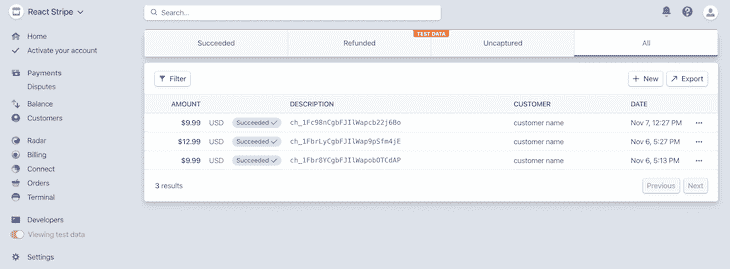 React Stripe
Search...
Home
Activate your account
Payments
Disputes
Balance
Customers
Radar
Billing
Connect
Orders
Terminal
Developers
Viewing test data
Settings
TEST DATA
Succeeded Refunded Uncaptured All
Filter New Export
AMOUNT DESCRIPTION CUSTOMER DATE
$9.99 USD Succeeded ch_1Fc98nCgbFJIlWapcb22j68o customer name Nov 7, 12:27 PM
$12.99 USD Succeeded ch_1FbrLyCgbFJIlWap9pSfm4jE customer name Nov 6, 5:27 PM
$9.99 USD Succeeded ch_1Fbr8YCgbFJIlWapobOTCdAP customer name Nov 6, 5:13 PM
3 results Previous Next